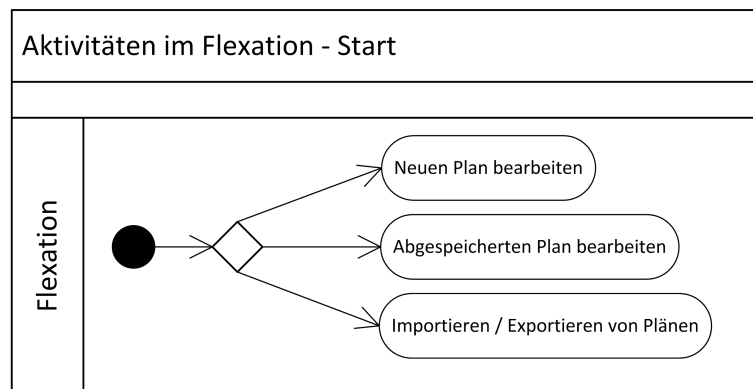 Aktivitäten im Flexation - Start
Flexation
Neuen Plan bearbeiten
Abgespeicherten Plan bearbeiten
Importieren / Exportieren von Plänen